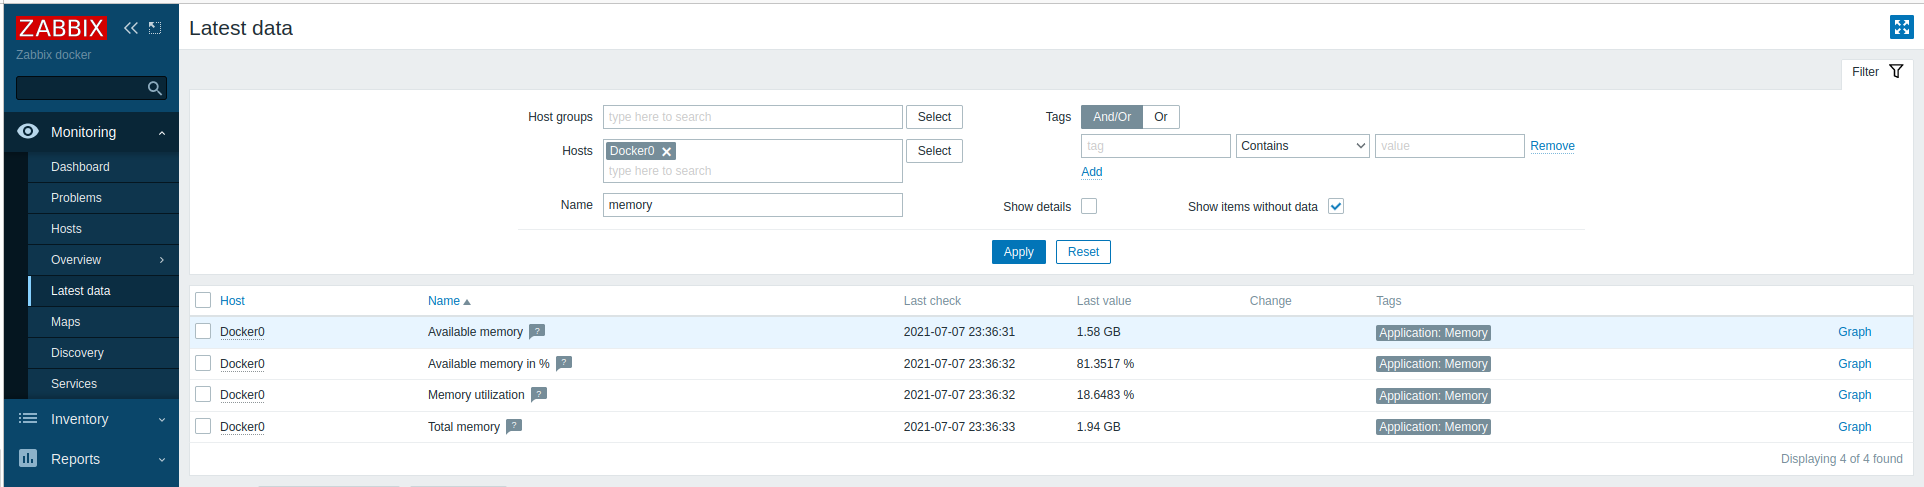 ZABBIX
Zabbix docker
Monitoring
Dashboard
Problems
Hosts
Overview
Latest data
Maps
Discovery
Services
Inventory
Reports
Latest data
Filter
Host groups type here to search Select
Hosts Docker0 Select
type here to search
Name memory
Tags And/Or Or
tag Contains value Remove
Add
Show details Show items without data
Apply Reset
Host Name Last check Last value Change Tags
Docker0 Available memory ? 2021-07-07 23:36:31 1.58 GB Application: Memory Graph
Docker0 Available memory in % ? 2021-07-07 23:36:32 81.3517 % Application: Memory Graph
Docker0 Memory utilization ? 2021-07-07 23:36:32 18.6483 % Application: Memory Graph
Docker0 Total memory ? 2021-07-07 23:36:33 1.94 GB Application: Memory Graph
Displaying 4 of 4 found